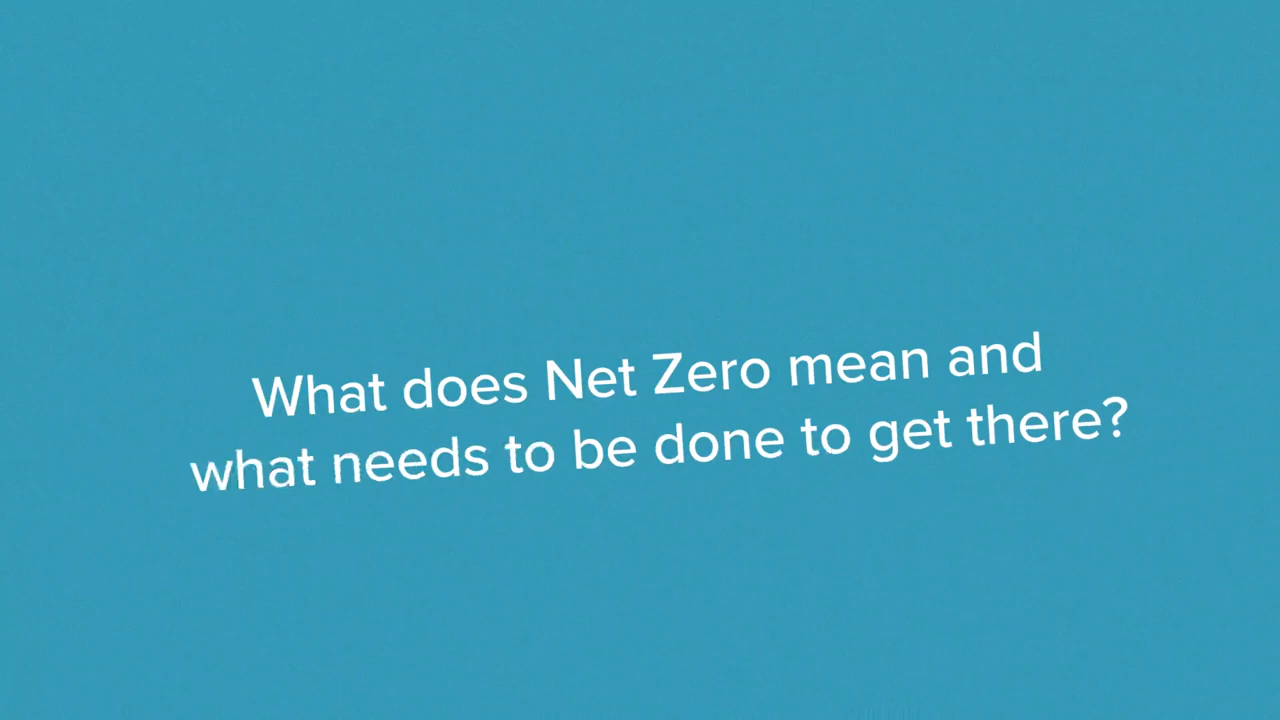 What does Net Zero mean and
what needs to be done to get there?